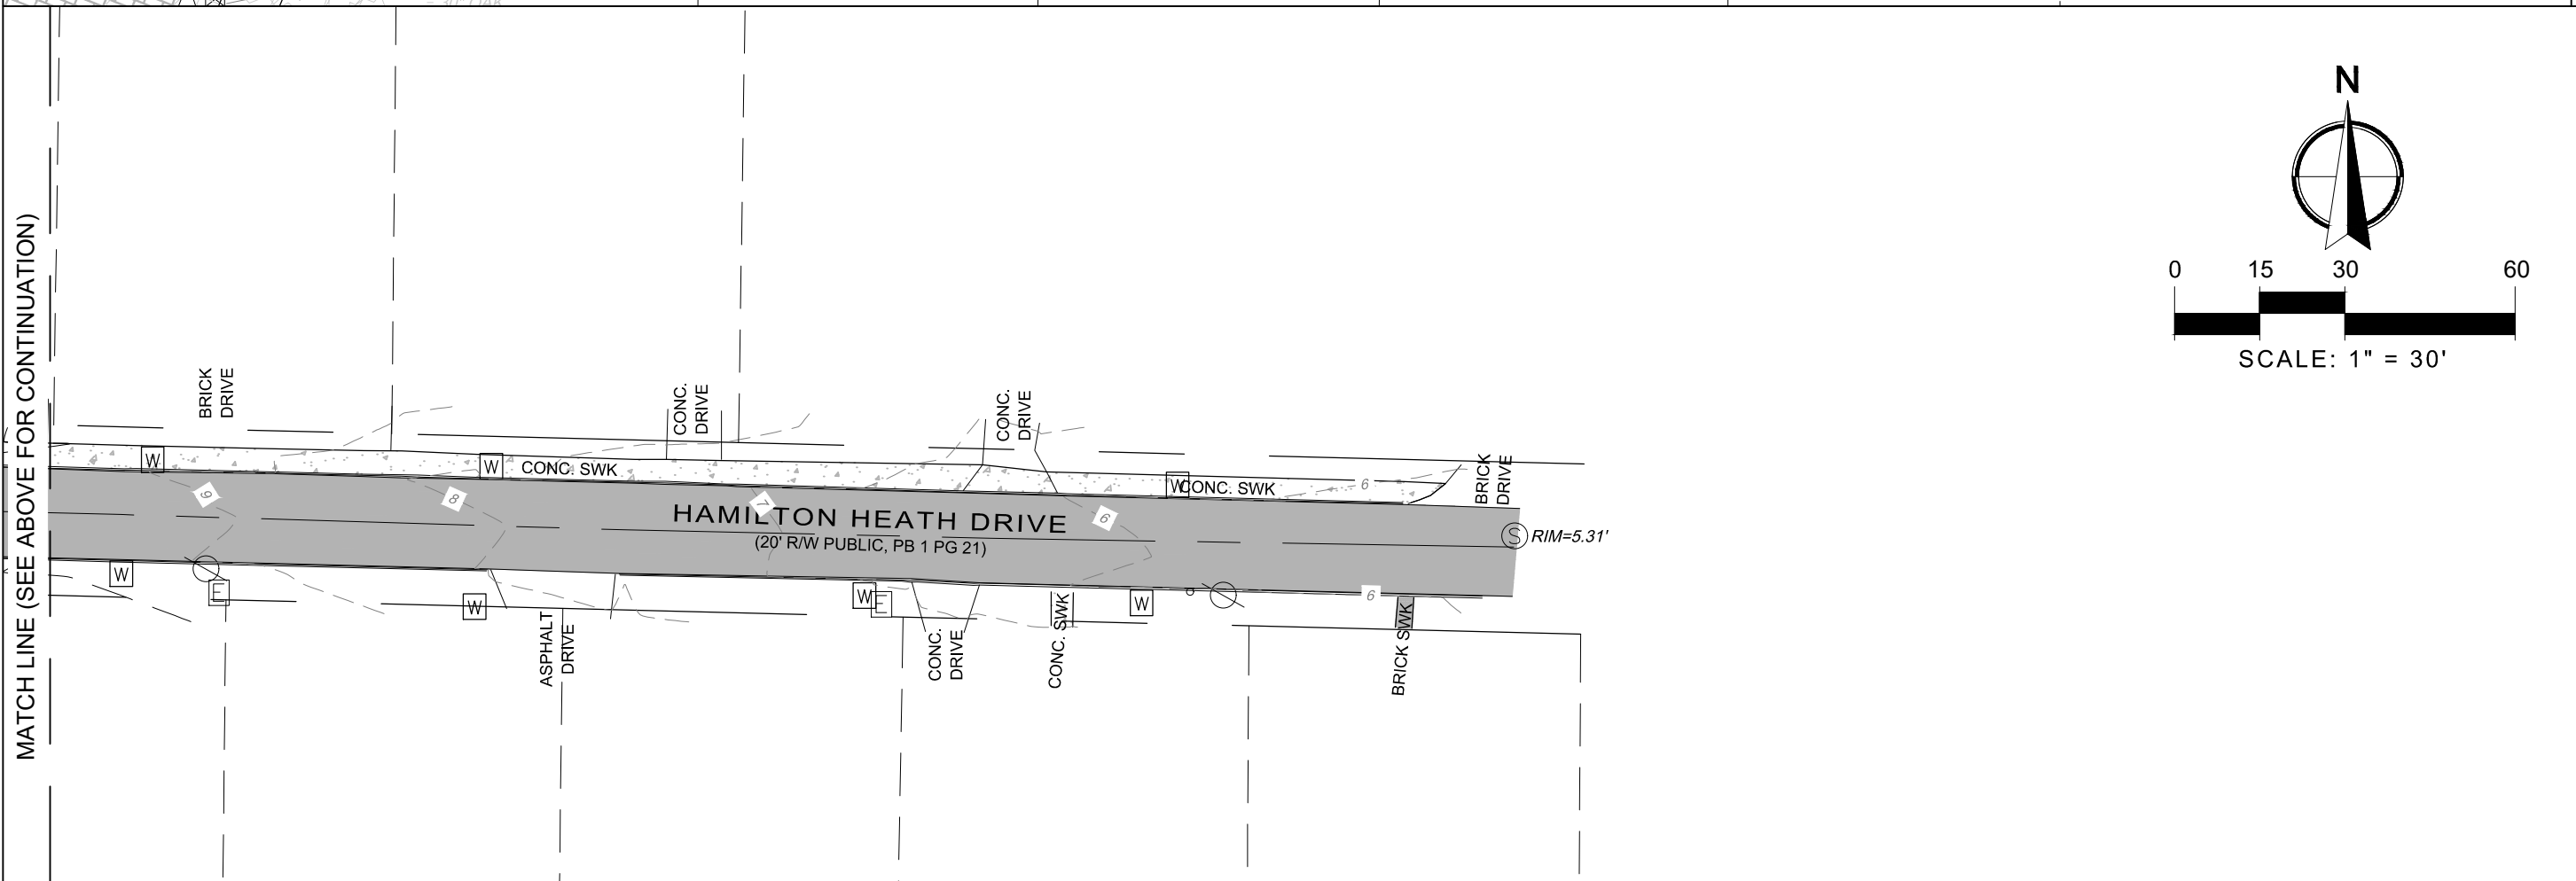 30" OAK
N
0 15 30 60
SCALE: 1" = 30'
MATCH LINE (SEE ABOVE FOR CONTINUATION)
BRICK
DRIVE
CONC.
DRIVE
CONC.
DRIVE
BRICK
DRIVE
W
W
CONC. SWK
W
CONC. SWK
6
9
8
7
6
HAMILTON HEATH DRIVE
(20' R/W PUBLIC, PB 1 PG 21)
S
RIM=5.31'
W
E
W
W
E
W
6
ASPHALT
DRIVE
CONC.
DRIVE
CONC. SWK
BRICK SWK